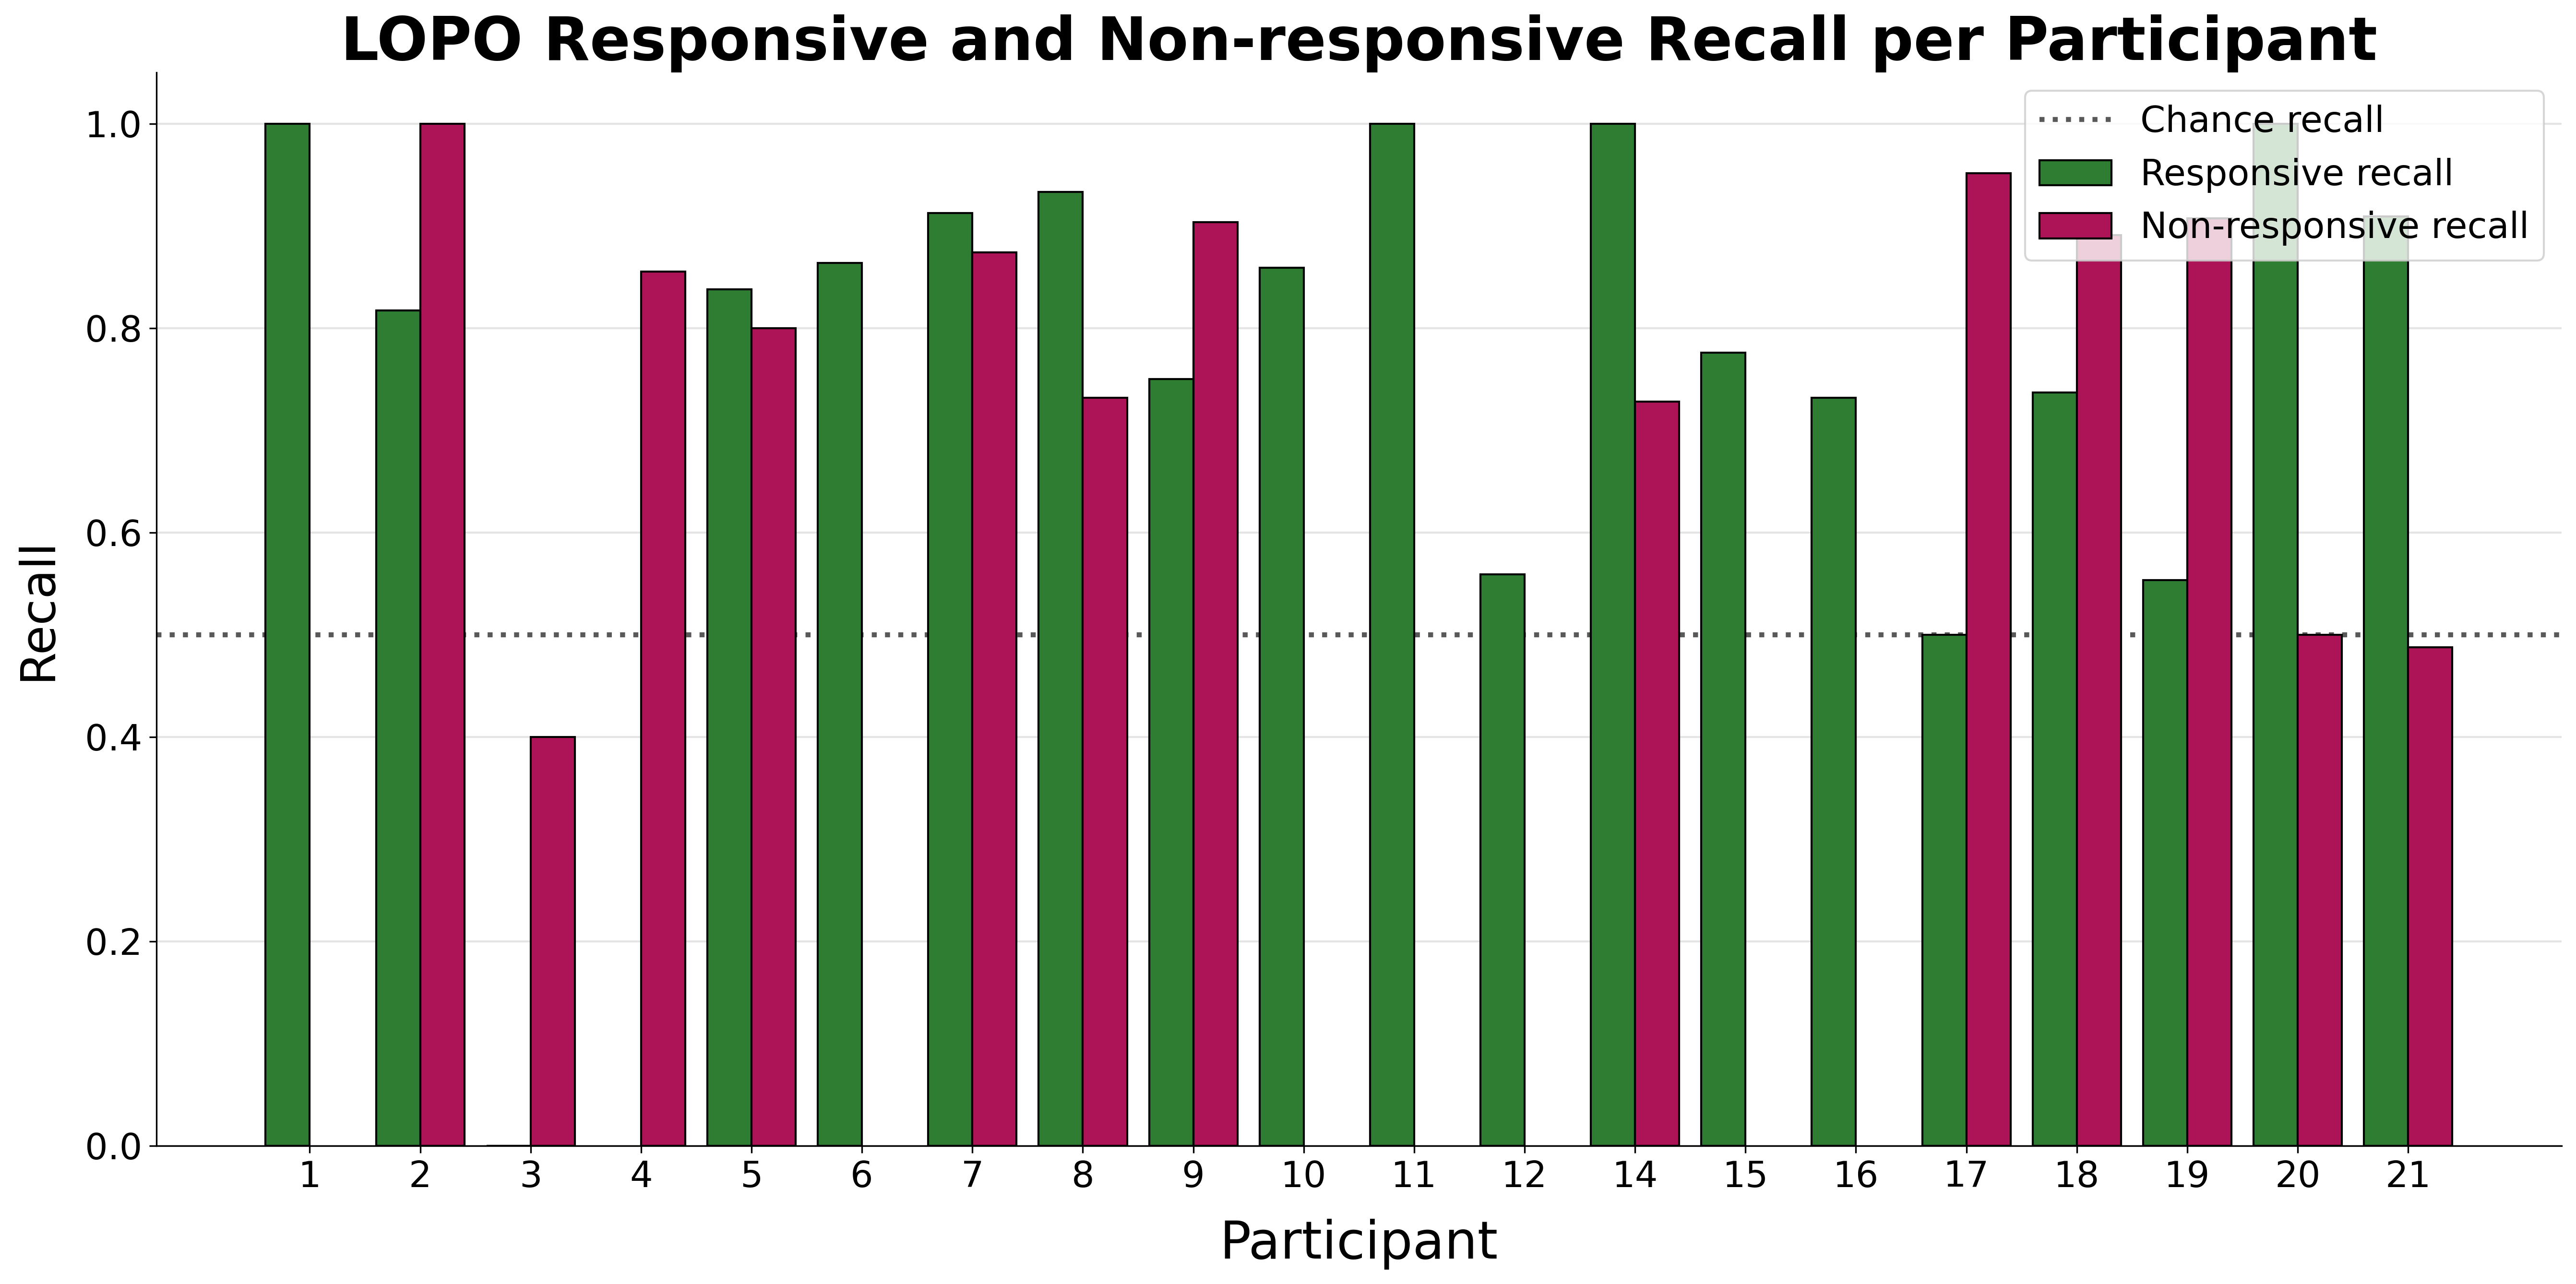 LOPO Responsive and Non-responsive Recall per Participant
Chance recall
Responsive recall
Non-responsive recall
Recall
1.0
0.8
0.6
0.4
0.2
0.0
1 2 3 4 5 6 7 8 9 10 11 12 14 15 16 17 18 19 20 21
Participant